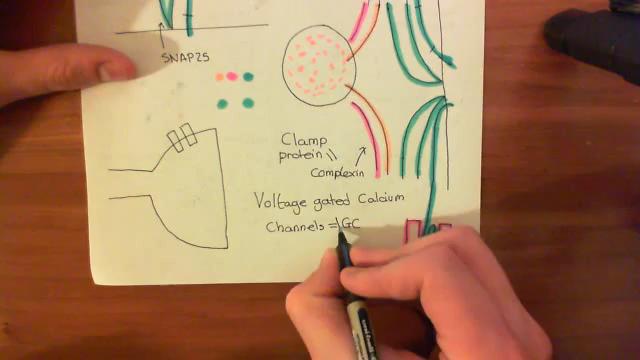 SNAP25
Clamp
protein
Complexin
Voltage gated Calcium
Channels = VGC